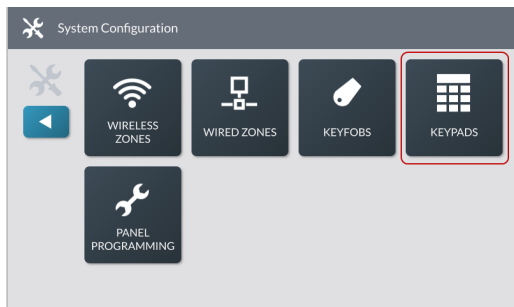 System Configuration
WIRELESS
ZONES
WIRED ZONES
KEYFOBS
KEYPADS
PANEL
PROGRAMMING